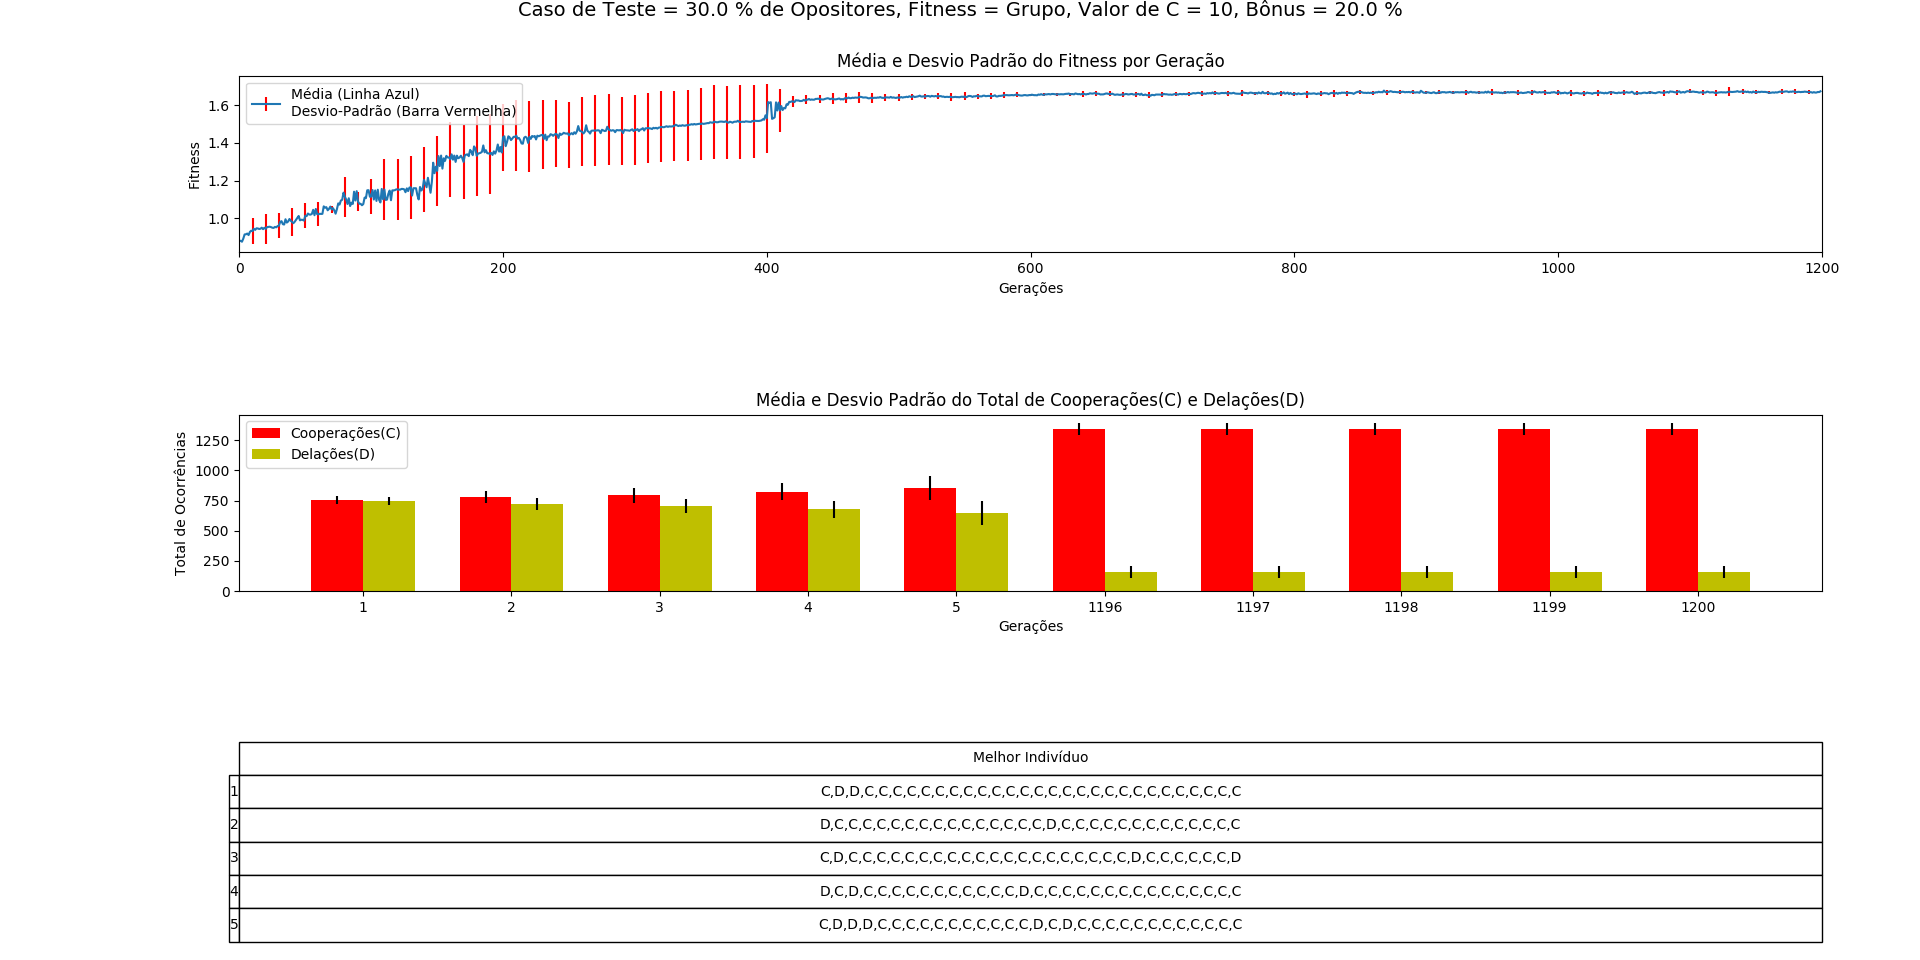 Caso de Teste = 30.0 % de Opositores, Fitness = Grupo, Valor de C = 10, Bônus = 20.0 %
Média e Desvio Padrão do Fitness por Geração
Média (Linha Azul)
Desvio-Padrão (Barra Vermelha)
Fitness
1.6
1.4
1.2
1.0
0 200 400 600 800 1000 1200
Gerações
Média e Desvio Padrão do Total de Cooperações(C) e Delações(D)
Cooperações(C)
Delações(D)
Total de Ocorrências
1250
1000
750
500
250
0
1 2 3 4 5 1196 1197 1198 1199 1200
Gerações
Melhor Indivíduo
1 C,D,D,C,C,C,C,C,C,C,C,C,C,C,C,C,C,C,C,C,C,C,C,C,C,C,C,C,C,C
2 D,C,C,C,C,C,C,C,C,C,C,C,C,C,C,C,D,C,C,C,C,C,C,C,C,C,C,C,C,C
3 C,D,C,C,C,C,C,C,C,C,C,C,C,C,C,C,C,C,C,C,C,C,D,C,C,C,C,C,C,D
4 D,C,D,C,C,C,C,C,C,C,C,C,C,C,D,C,C,C,C,C,C,C,C,C,C,C,C,C,C,C
5 C,D,D,D,C,C,C,C,C,C,C,C,C,C,C,D,C,D,C,C,C,C,C,C,C,C,C,C,C,C